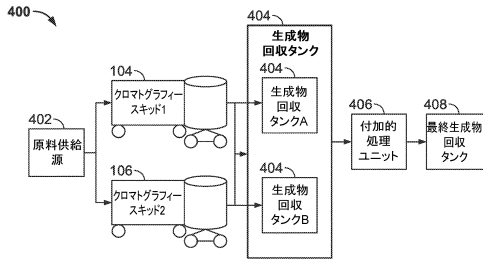 400
404
生成物
回収タンク
104
クロマトグラフィー
スキッド1
404
生成物
回収
タンクA
402
原料供給
源
406
付加的
処理
ユニット
408
最終生成物
回収
タンク
106
クロマトグラフィー
スキッド2
404
生成物
回収
タンクB